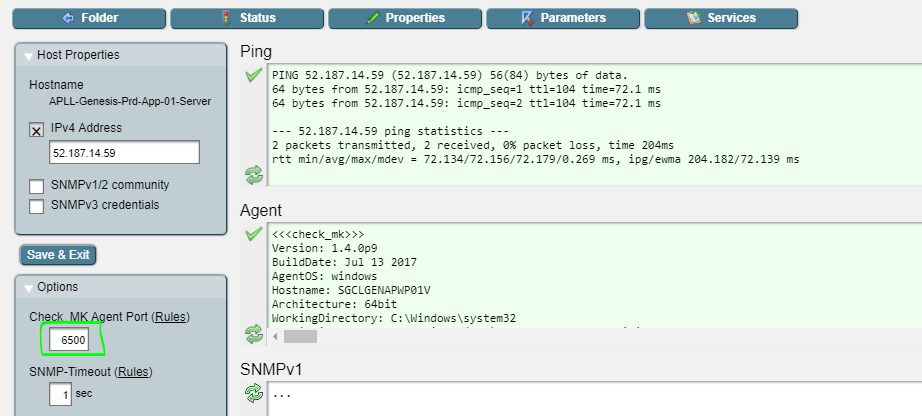 Folder
Status
Properties
Parameters
Services
Host Properties
Hostname
APLL-Genesis-Prd-App-01-Server
IPv4 Address
52.187.14.59
SNMPv1/2 community
SNMPv3 credentials
Save & Exit
Options
Check_MK Agent Port (Rules)
6500
SNMP-Timeout (Rules)
1 sec
Ping
PING 52.187.14.59 (52.187.14.59) 56(84) bytes of data.
64 bytes from 52.187.14.59: icmp_seq=1 ttl=104 time=72.1 ms
64 bytes from 52.187.14.59: icmp_seq=2 ttl=104 time=72.1 ms
--- 52.187.14.59 ping statistics ---
2 packets transmitted, 2 received, 0% packet loss, time 204ms
rtt min/avg/max/mdev = 72.134/72.156/72.179/0.269 ms, ipg/ewma 204.182/72.139 ms
Agent
<<<check_mk>>>
Version: 1.4.0p9
BuildDate: Jul 13 2017
AgentOS: windows
Hostname: SGCLGENAPWP01V
Architecture: 64bit
WorkingDirectory: C:\Windows\system32
SNMPv1
...